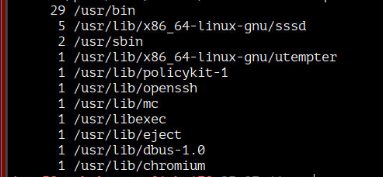 29 /usr/bin
5 /usr/lib/x86_64-linux-gnu/sssd
2 /usr/sbin
1 /usr/lib/x86_64-linux-gnu/utempter
1 /usr/lib/policykit-1
1 /usr/lib/openssh
1 /usr/lib/mc
1 /usr/libexec
1 /usr/lib/eject
1 /usr/lib/dbus-1.0
1 /usr/lib/chromium